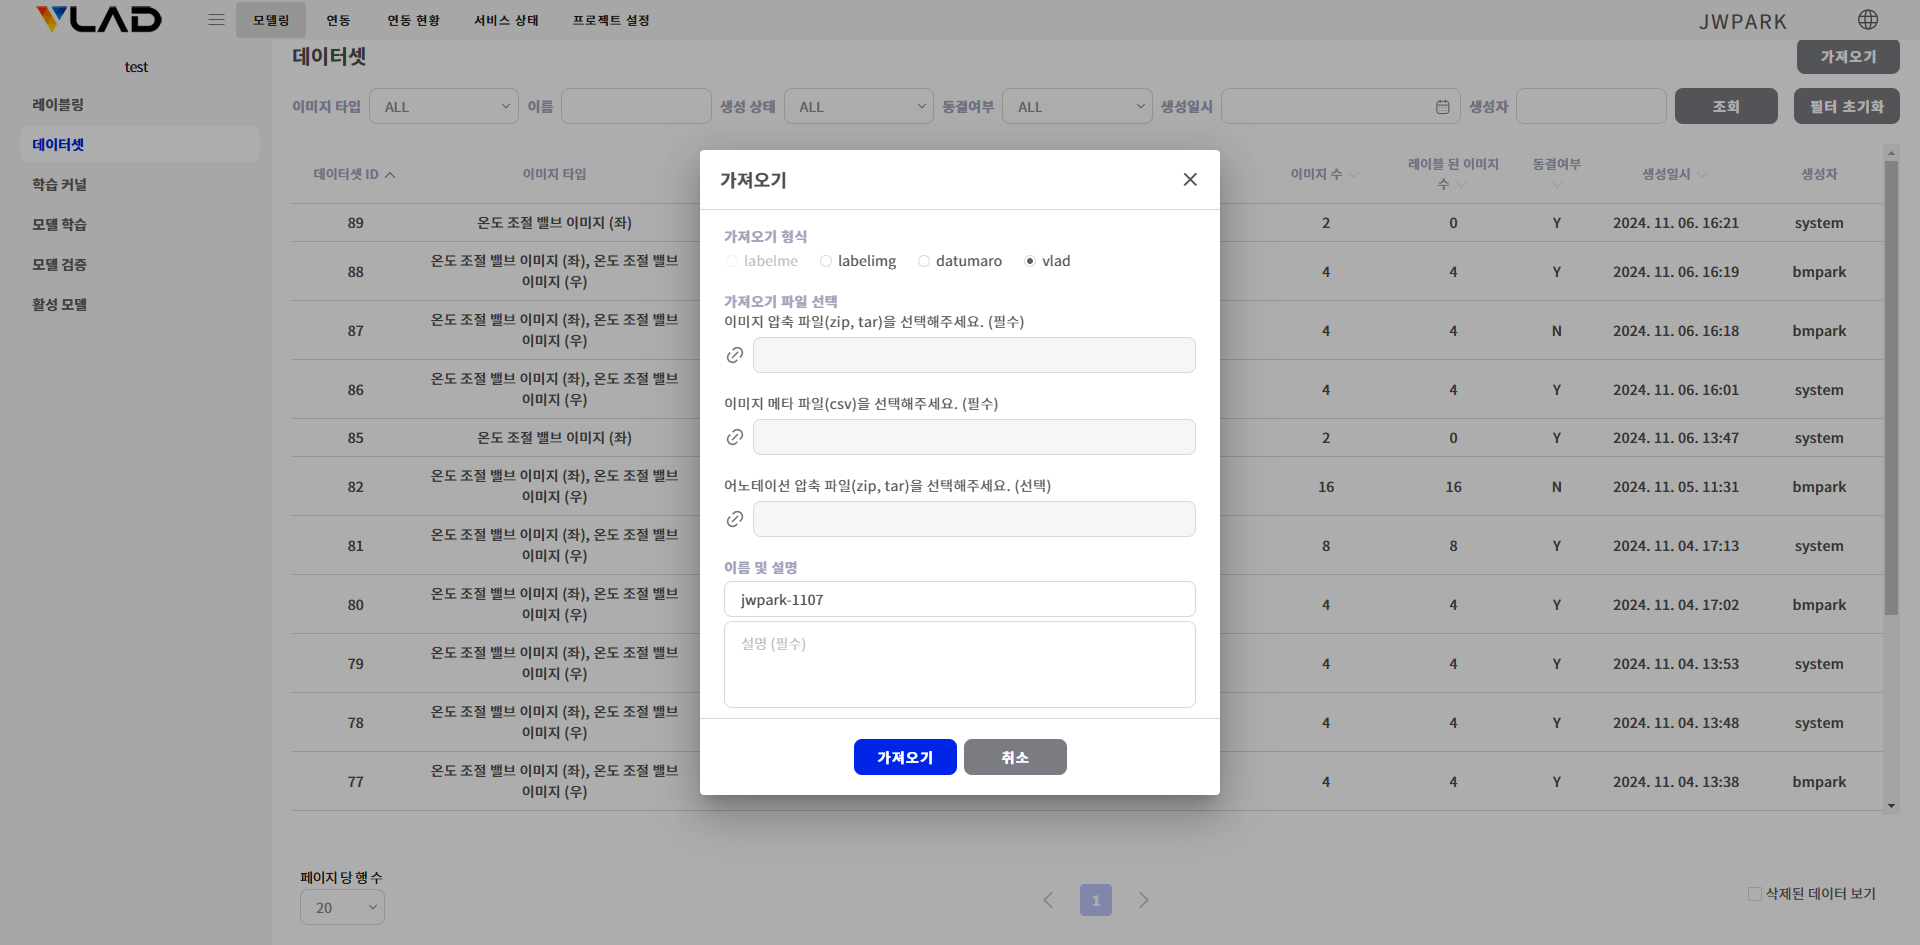 VLAD
모델링 연동 연동 현황 서비스 상태 프로젝트 설정
JWPARK
test
레이블링
데이터셋
학습 커널
모델 학습
모델 검증
활성 모델
데이터셋
가져오기
이미지 타입 ALL 이름 생성 상태 ALL 동결여부 ALL 생성일시 생성자 조회 필터 초기화
데이터셋 ID 이미지 타입 이미지 수 레이블 된 이미지 수 동결여부 생성일시 생성자
89 온도 조절 밸브 이미지 (좌) 2 0 Y 2024. 11. 06. 16:21 system
88 온도 조절 밸브 이미지 (좌), 온도 조절 밸브 이미지 (우) 4 4 Y 2024. 11. 06. 16:19 bmpark
87 온도 조절 밸브 이미지 (좌), 온도 조절 밸브 이미지 (우) 4 4 N 2024. 11. 06. 16:18 bmpark
86 온도 조절 밸브 이미지 (좌), 온도 조절 밸브 이미지 (우) 4 4 Y 2024. 11. 06. 16:01 system
85 온도 조절 밸브 이미지 (좌) 2 0 Y 2024. 11. 06. 13:47 system
82 온도 조절 밸브 이미지 (좌), 온도 조절 밸브 이미지 (우) 16 16 N 2024. 11. 05. 11:31 bmpark
81 온도 조절 밸브 이미지 (좌), 온도 조절 밸브 이미지 (우) 8 8 Y 2024. 11. 04. 17:13 system
80 온도 조절 밸브 이미지 (좌), 온도 조절 밸브 이미지 (우) 4 4 Y 2024. 11. 04. 17:02 bmpark
79 온도 조절 밸브 이미지 (좌), 온도 조절 밸브 이미지 (우) 4 4 Y 2024. 11. 04. 13:53 system
78 온도 조절 밸브 이미지 (좌), 온도 조절 밸브 이미지 (우) 4 4 Y 2024. 11. 04. 13:48 system
77 온도 조절 밸브 이미지 (좌), 온도 조절 밸브 이미지 (우) 4 4 Y 2024. 11. 04. 13:38 bmpark
가져오기
가져오기 형식
labelme labelimg datumaro vlad
가져오기 파일 선택
이미지 압축 파일(zip, tar)을 선택해주세요. (필수)
이미지 메타 파일(csv)을 선택해주세요. (필수)
어노테이션 압축 파일(zip, tar)을 선택해주세요. (선택)
이름 및 설명
jwpark-1107
설명 (필수)
가져오기 취소
페이지 당 행 수
20
1
삭제된 데이터 보기